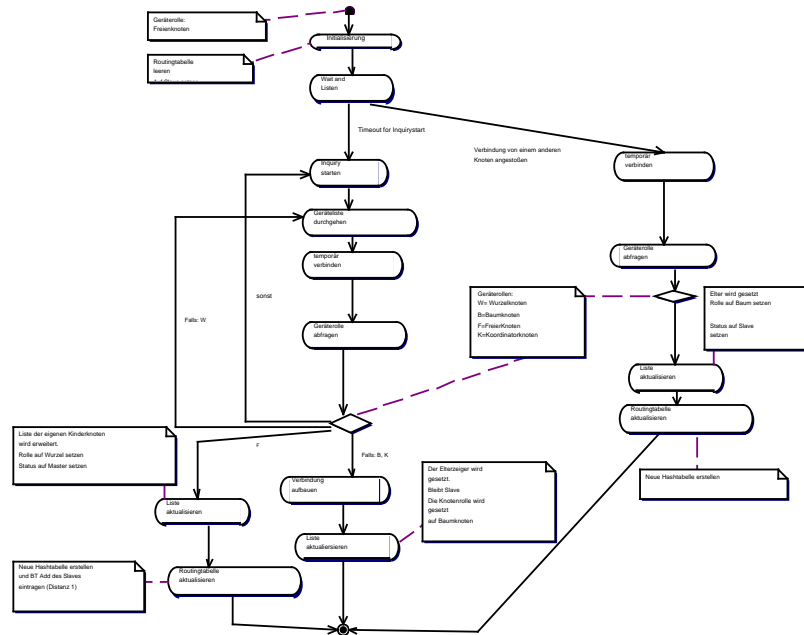 Geräterolle:
Freienknoten
Initialisierung
Routingtabelle
leeren
Wait and
Listen
Timeout for Inquirystart
Verbindung von einem anderen
Knoten angestoßen
temporär
verbinden
Inquiry
starten
Geräteliste
durchgehen
temporär
verbinden
Geräterolle
abfragen
sonst
Falls: W
Geräterollen:
W= Wurzelknoten
B=Baumknoten
F=FreierKnoten
K=Koordinatorknoten
Elter wird gesetzt
Rolle auf Baum setzen
Status auf Slave
setzen
Geräterolle
abfragen
Liste
aktualisieren
Routingtabelle
aktualisieren
Neue Hashtabelle erstellen
Liste der eigenen Kinderknoten
wird erweitert.
Rolle auf Wurzel setzen
Status auf Master setzen
F
Falls: B, K
Verbindung
aufbauen
Der Elterzeiger wird
gesetzt.
Bleibt Slave
Die Knotenrolle wird
gesetzt
auf Baumknoten
Liste
aktualisieren
Liste
aktualiersieren
Neue Hashtabelle erstellen
und BT Add des Slaves
eintragen (Distanz 1)
Routingtabelle
aktualisieren